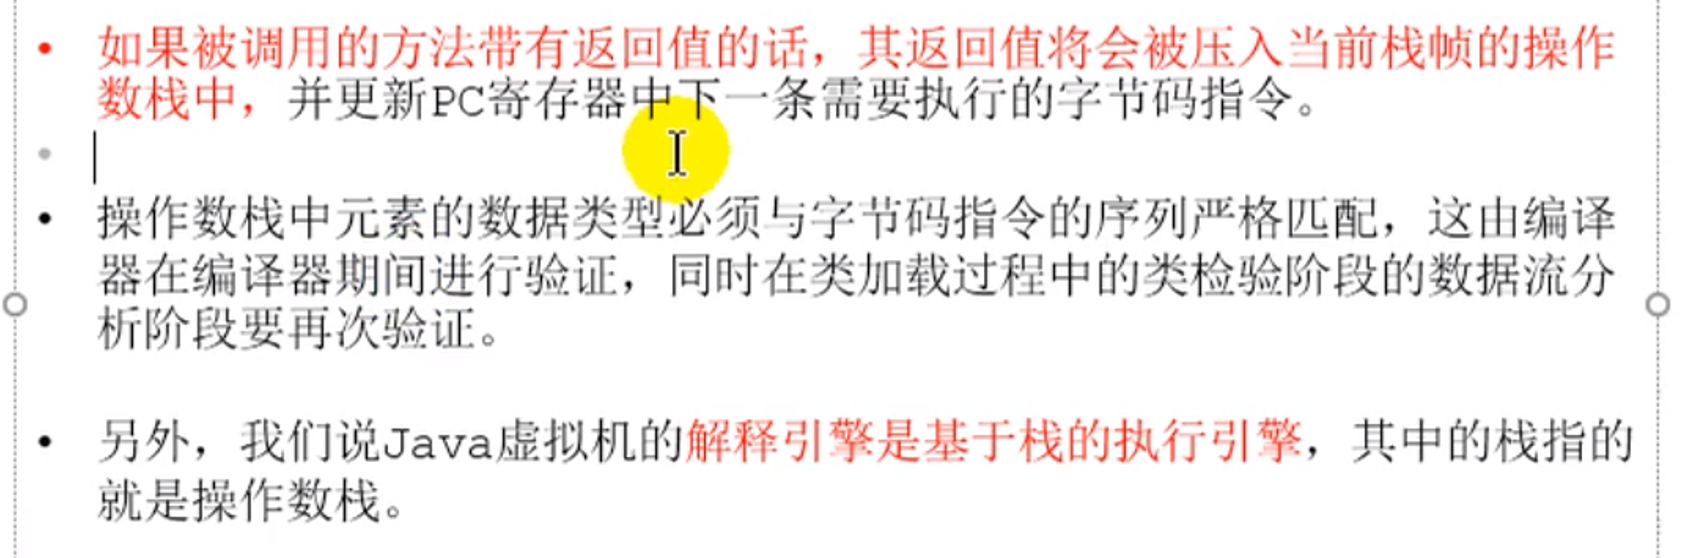 如果被调用的方法带有返回值的话，其返回值将会被压入当前栈帧的操作
数栈中，并更新PC寄存器中下一条需要执行的字节码指令。
操作数栈中元素的数据类型必须与字节码指令的序列严格匹配，这由编译
器在编译器期间进行验证，同时在类加载过程中的类检验阶段的数据流分
析阶段要再次验证。
另外，我们说Java虚拟机的解释引擎是基于栈的执行引擎，其中的栈指的
就是操作数栈。